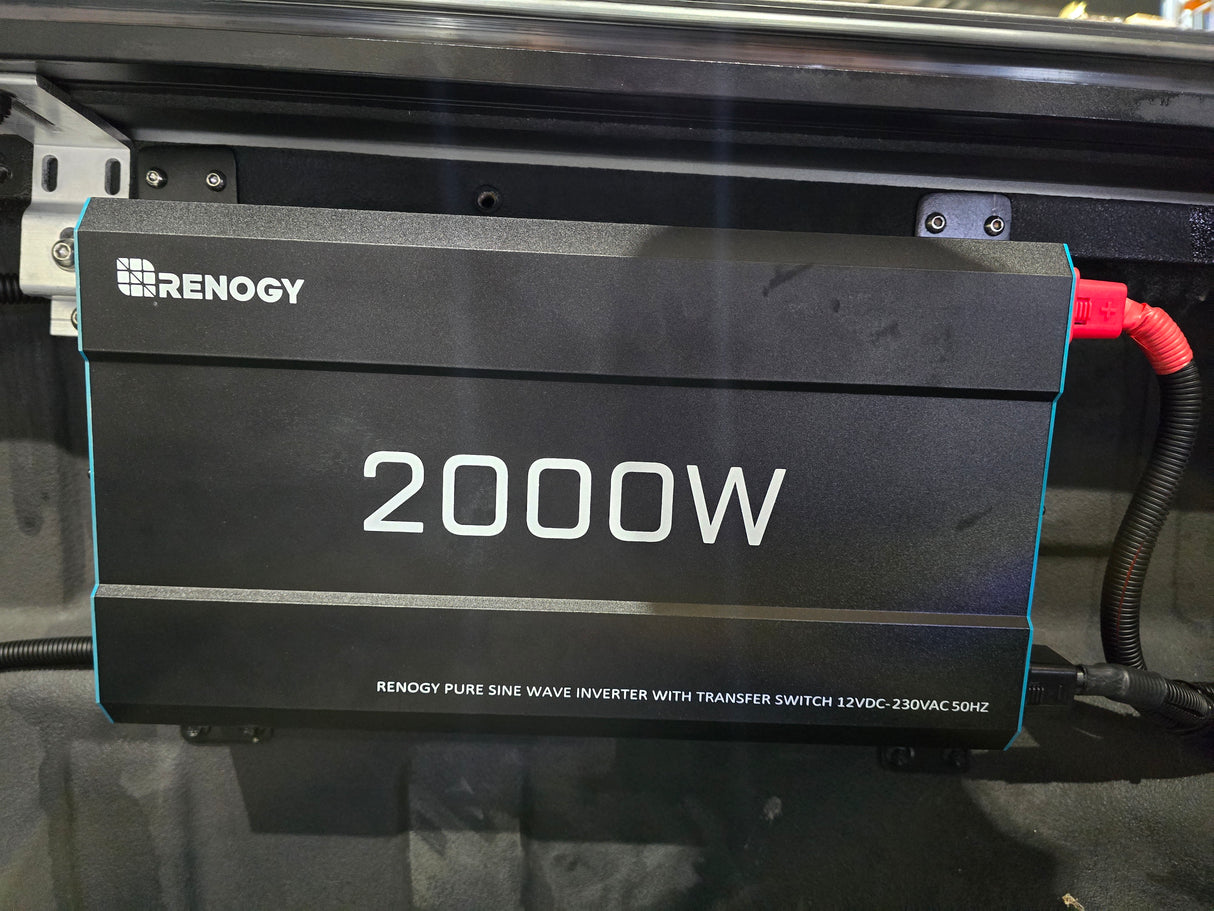 RENOGY
+
2000W
RENOGY PURE SINE WAVE INVERTER WITH TRANSFER SWITCH 12VDC-230VAC 50HZ